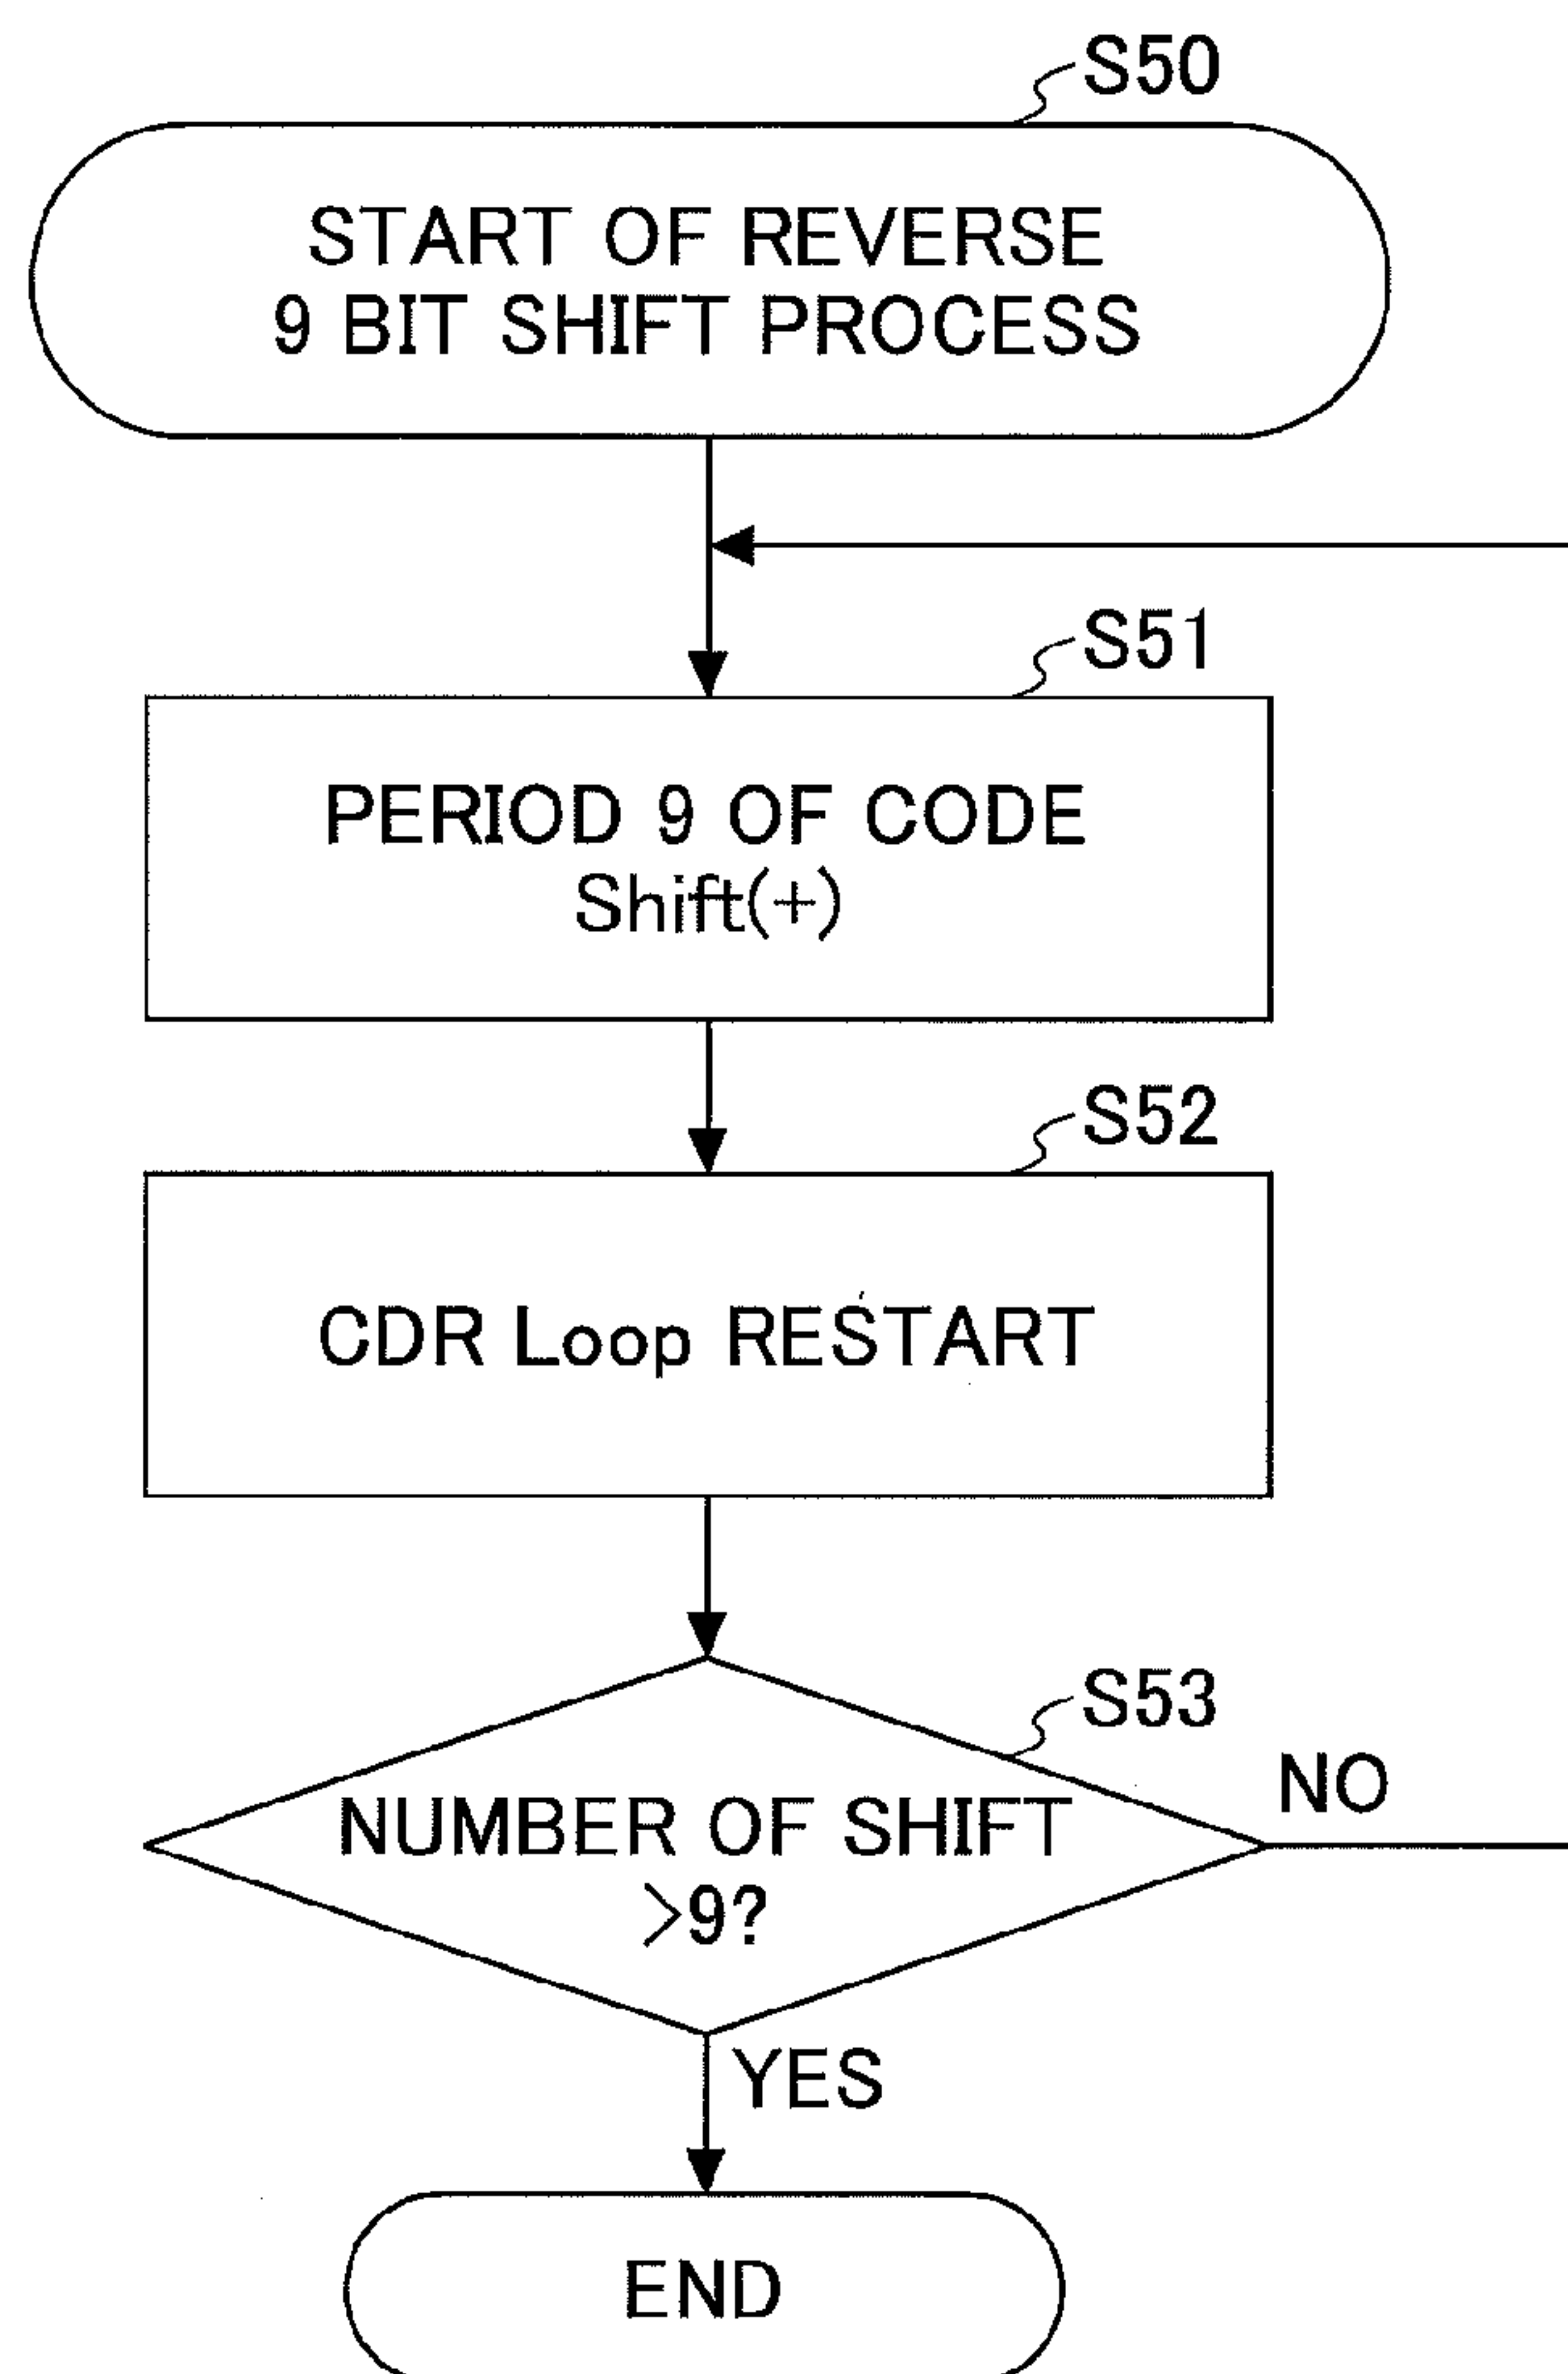 S50
START OF REVERSE
9 BIT SHIFT PROCESS
S51
PERIOD 9 OF CODE
Shift(+)
S52
CDR Loop RESTART
S53
NUMBER OF SHIFT
>9?
NO
YES
END